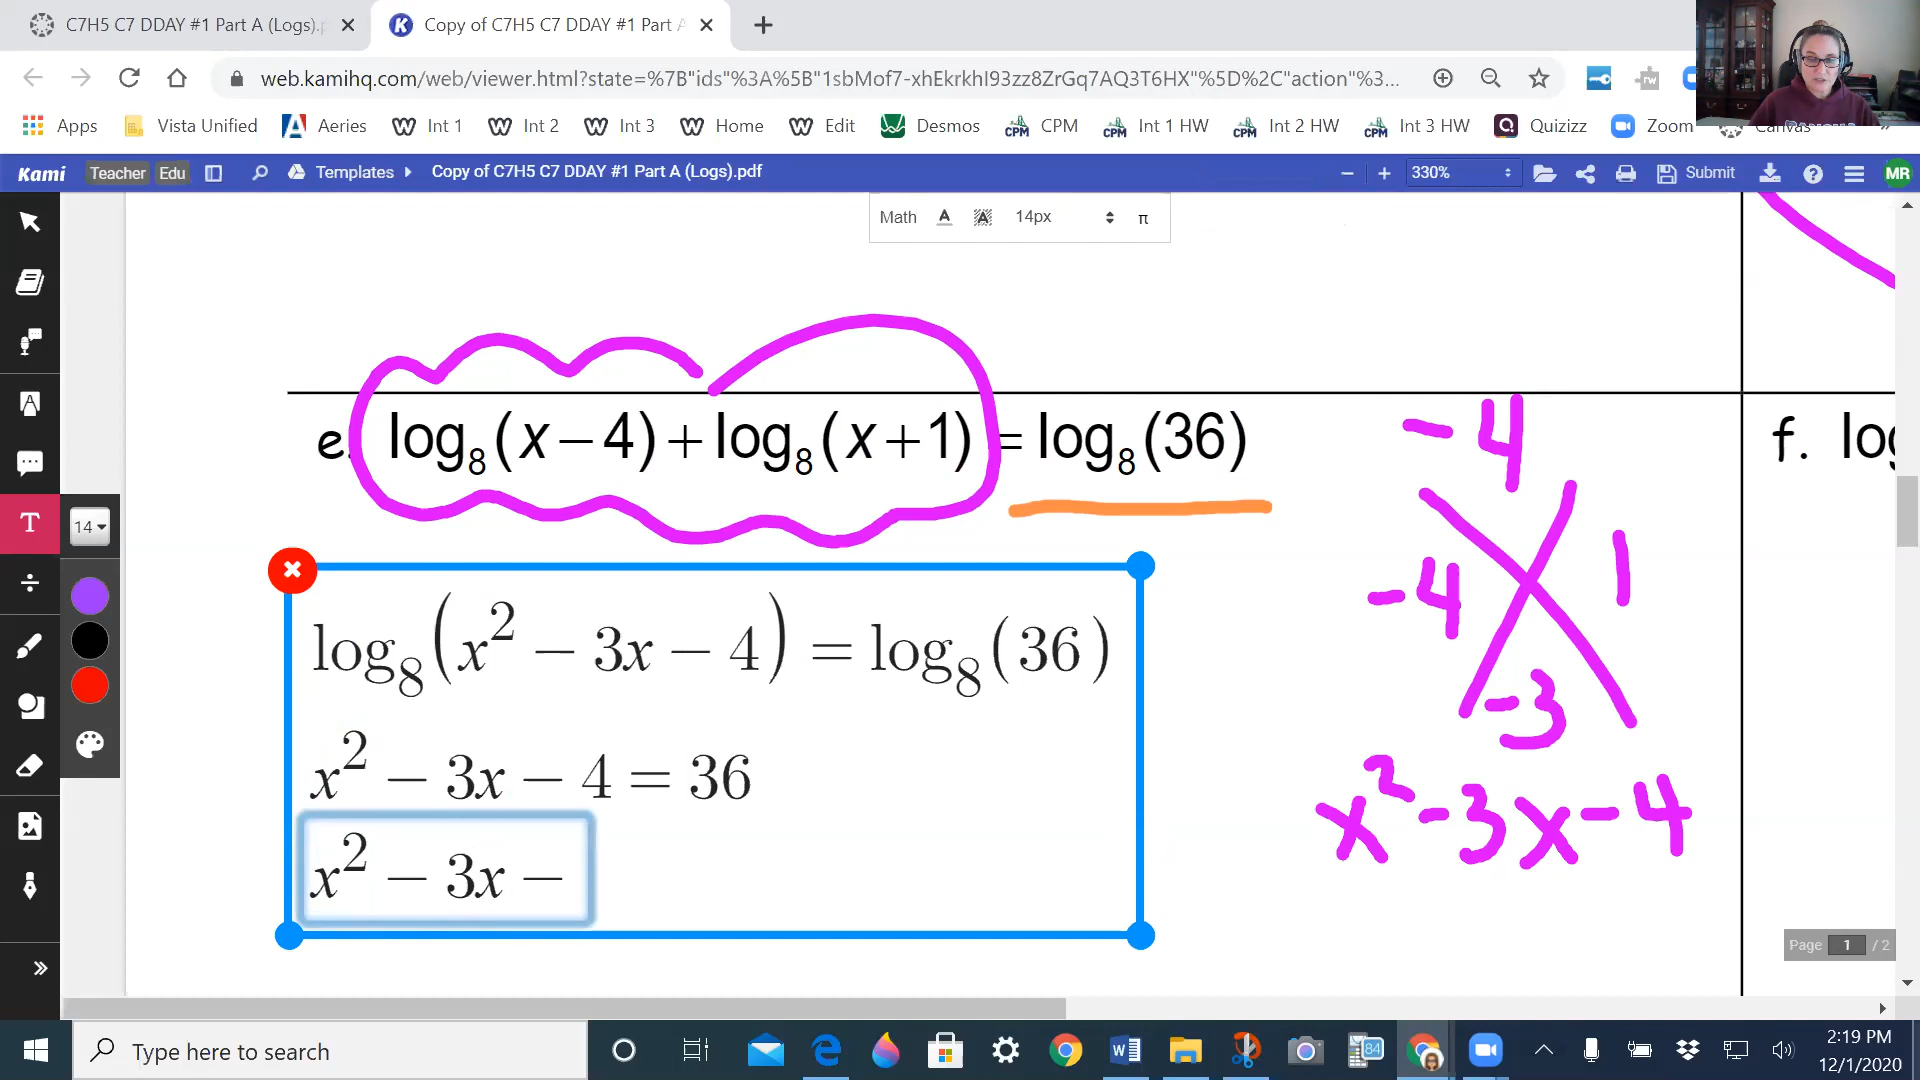 C7H5 C7 DDAY #1 Part A (Logs).p
Copy of C7H5 C7 DDAY #1 Part A
web.kamihq.com/web/viewer.html?state=%7B"ids"%3A%5B"1sbMof7-xhEkrkhI93zz8ZrGq7AQ3T6HX"%5D%2C"action"%3...
Apps Vista Unified Aeries Int 1 Int 2 Int 3 Home Edit Desmos CPM Int 1 HW Int 2 HW Int 3 HW Quizizz Zoom Canvas
Kami Teacher Edu Templates Copy of C7H5 C7 DDAY #1 Part A (Logs).pdf 330% Submit MR
Math A A 14px π
e. log₈(x−4)+log₈(x+1) = log₈(36)
f. log
T 14
log₈(x² − 3x − 4) = log₈(36)
x² − 3x − 4 = 36
x² − 3x −
-4
-4 1
-3
x²-3x-4
Page 1 / 2
Type here to search
84
2:19 PM
12/1/2020